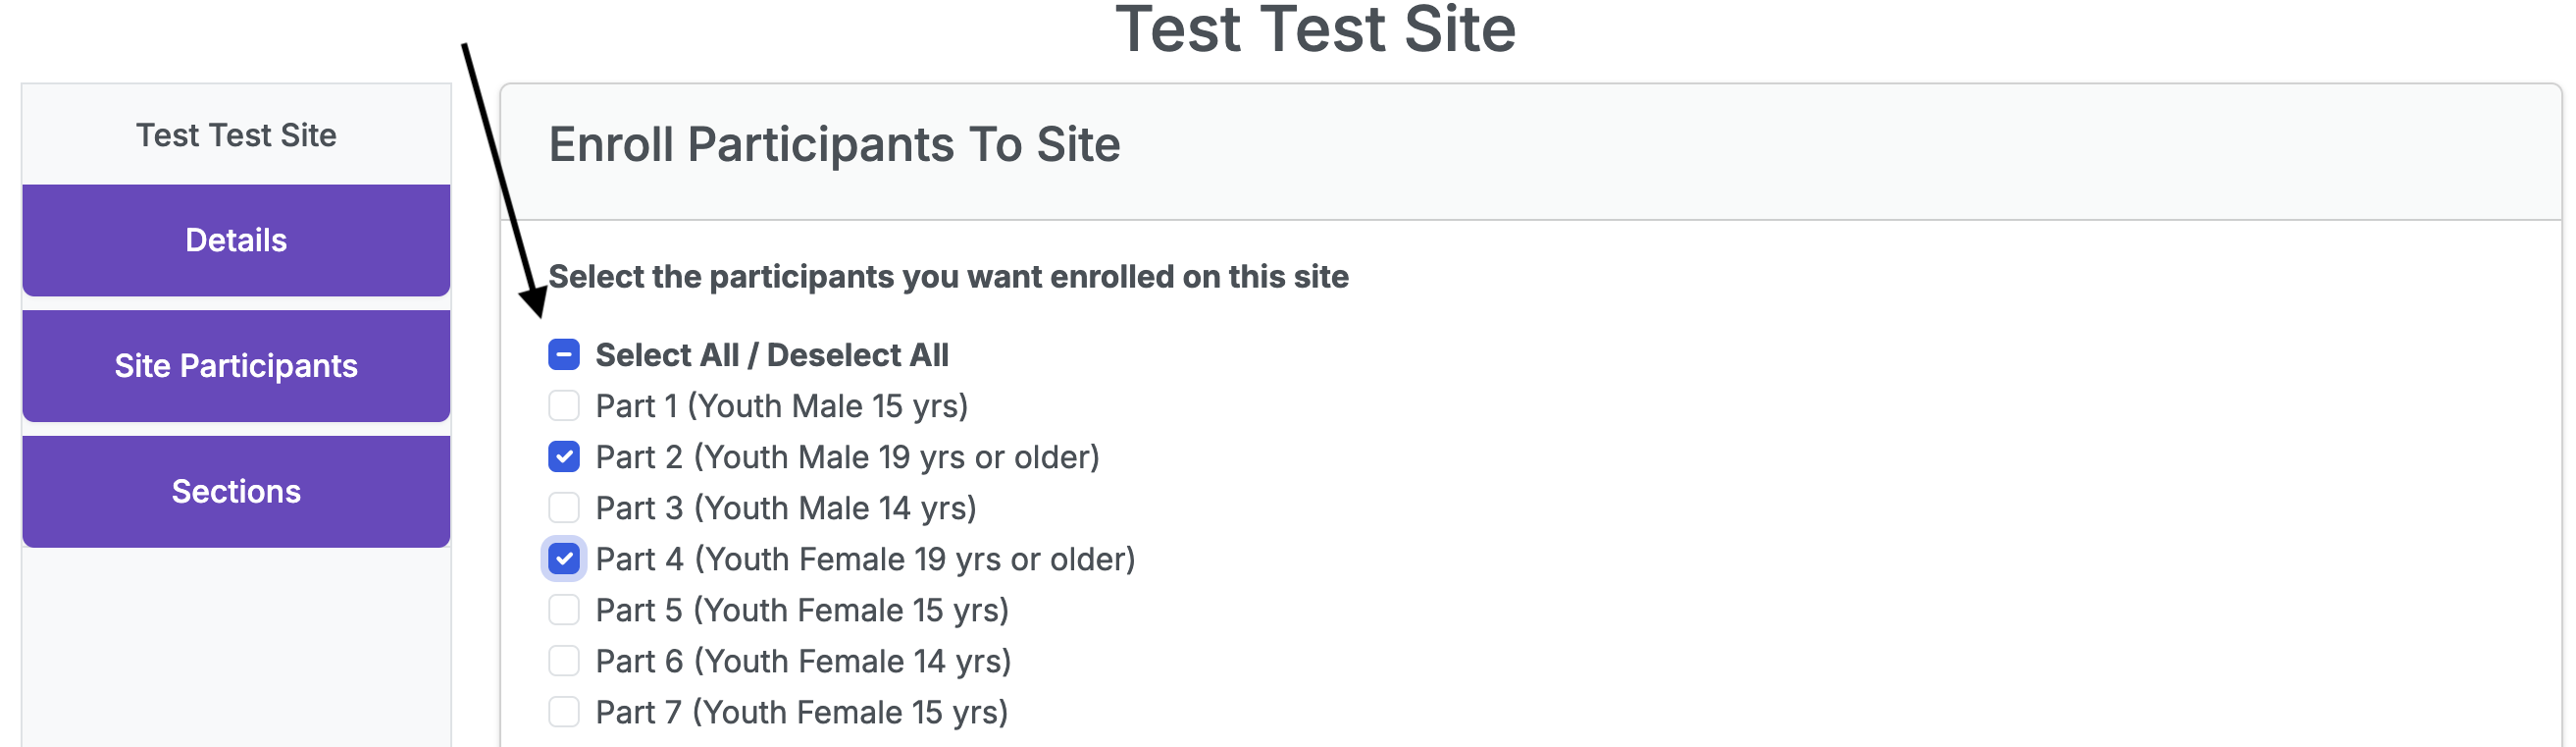 Test Test Site
Test Test Site
Details
Site Participants
Sections
Enroll Participants To Site
Select the participants you want enrolled on this site
Select All / Deselect All
Part 1 (Youth Male 15 yrs)
Part 2 (Youth Male 19 yrs or older)
Part 3 (Youth Male 14 yrs)
Part 4 (Youth Female 19 yrs or older)
Part 5 (Youth Female 15 yrs)
Part 6 (Youth Female 14 yrs)
Part 7 (Youth Female 15 yrs)